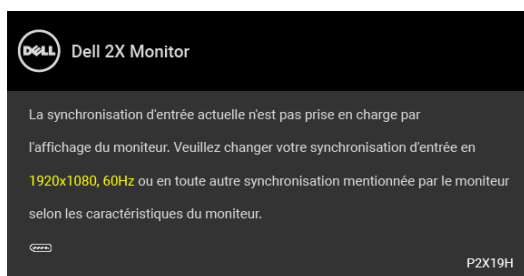 DELL Dell 2X Monitor
La synchronisation d'entrée actuelle n'est pas prise en charge par
l'affichage du moniteur. Veuillez changer votre synchronisation d'entrée en
1920x1080, 60Hz ou en toute autre synchronisation mentionnée par le moniteur
selon les caractéristiques du moniteur.
P2X19H